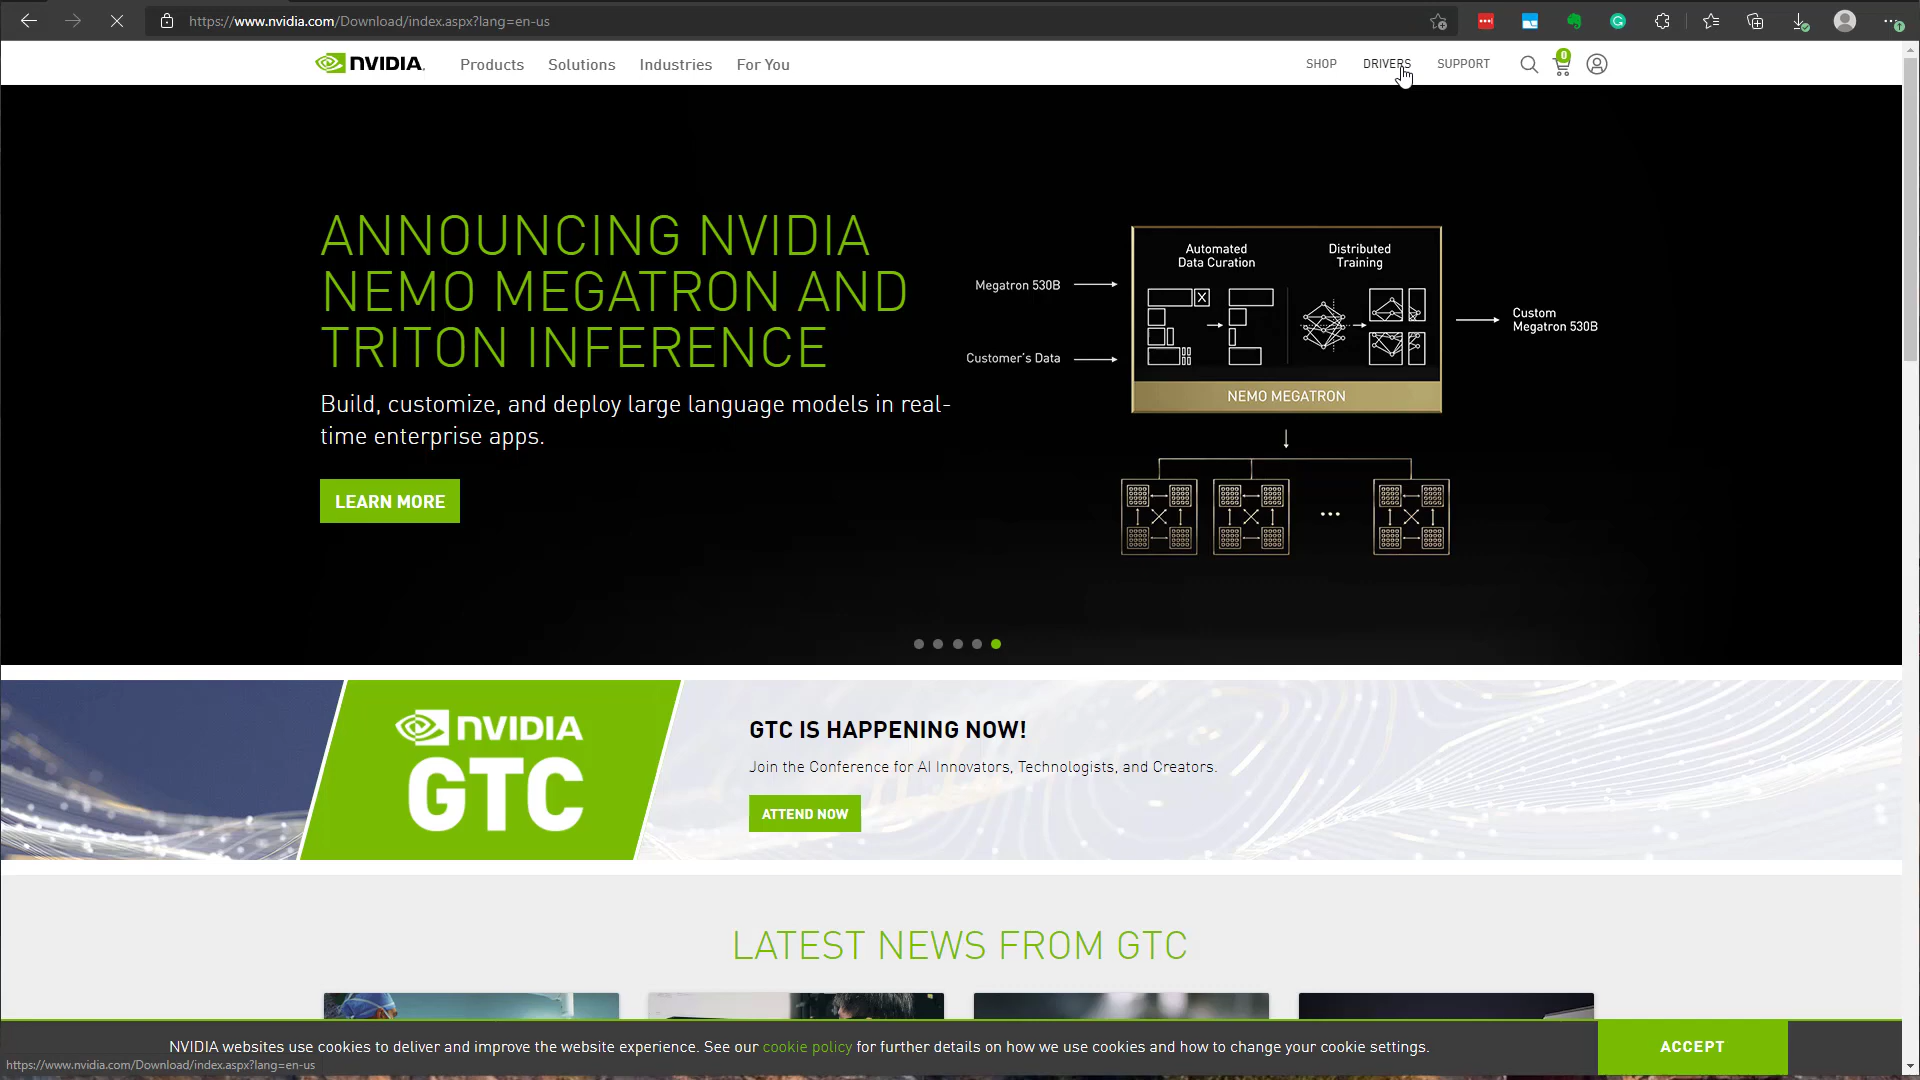 https://www.nvidia.com/Download/index.aspx?lang=en-us
NVIDIA.
Products
Solutions
Industries
For You
SHOP
DRIVERS
SUPPORT
0
ANNOUNCING NVIDIA
NEMO MEGATRON AND
TRITON INFERENCE
Build, customize, and deploy large language models in real-
time enterprise apps.
LEARN MORE
Automated
Data Curation
Distributed
Training
Megatron 530B
Customer's Data
X
Custom
Megatron 530B
NEMO MEGATRON
...
NVIDIA
GTC
GTC IS HAPPENING NOW!
Join the Conference for AI Innovators, Technologists, and Creators.
ATTEND NOW
LATEST NEWS FROM GTC
NVIDIA websites use cookies to deliver and improve the website experience. See our cookie policy for further details on how we use cookies and how to change your cookie settings.
ACCEPT
https://www.nvidia.com/Download/index.aspx?lang=en-us